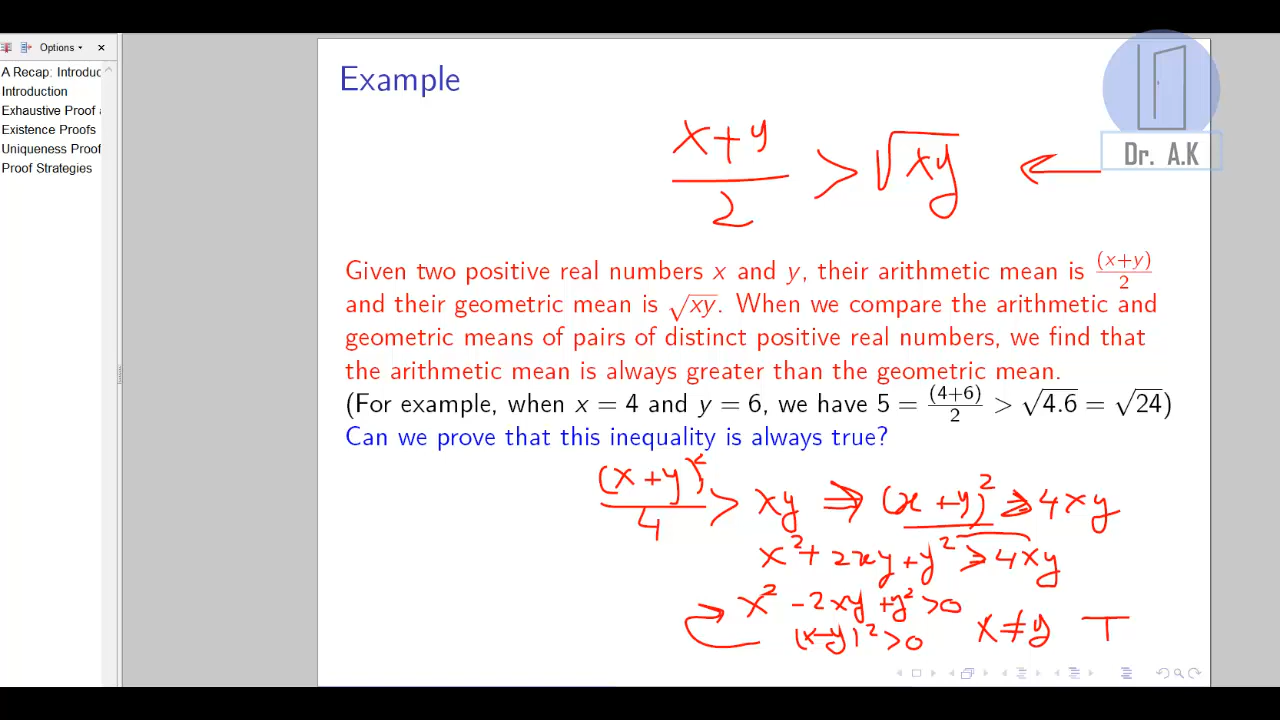 Options
A Recap: Introduc
Introduction
Exhaustive Proof a
Existence Proofs
Uniqueness Proof
Proof Strategies
Example
Dr. A.K
(x+y)/2 > √xy ←
Given two positive real numbers x and y, their arithmetic mean is (x+y)/2
and their geometric mean is √xy. When we compare the arithmetic and
geometric means of pairs of distinct positive real numbers, we find that
the arithmetic mean is always greater than the geometric mean.
(For example, when x = 4 and y = 6, we have 5 = (4+6)/2 > √4.6 = √24)
Can we prove that this inequality is always true?
(x+y)²/4 > xy ⇒ (x+y)² > 4xy
x² + 2xy + y² > 4xy
→ x² - 2xy + y² > 0
(x-y)² > 0 x ≠ y T